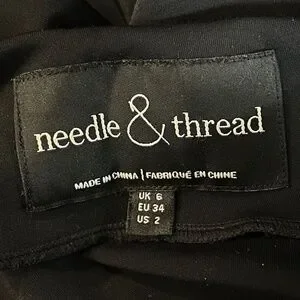 needle & thread
MADE IN CHINA | FABRIQUÉ EN CHINE
UK 6
EU 34
US 2